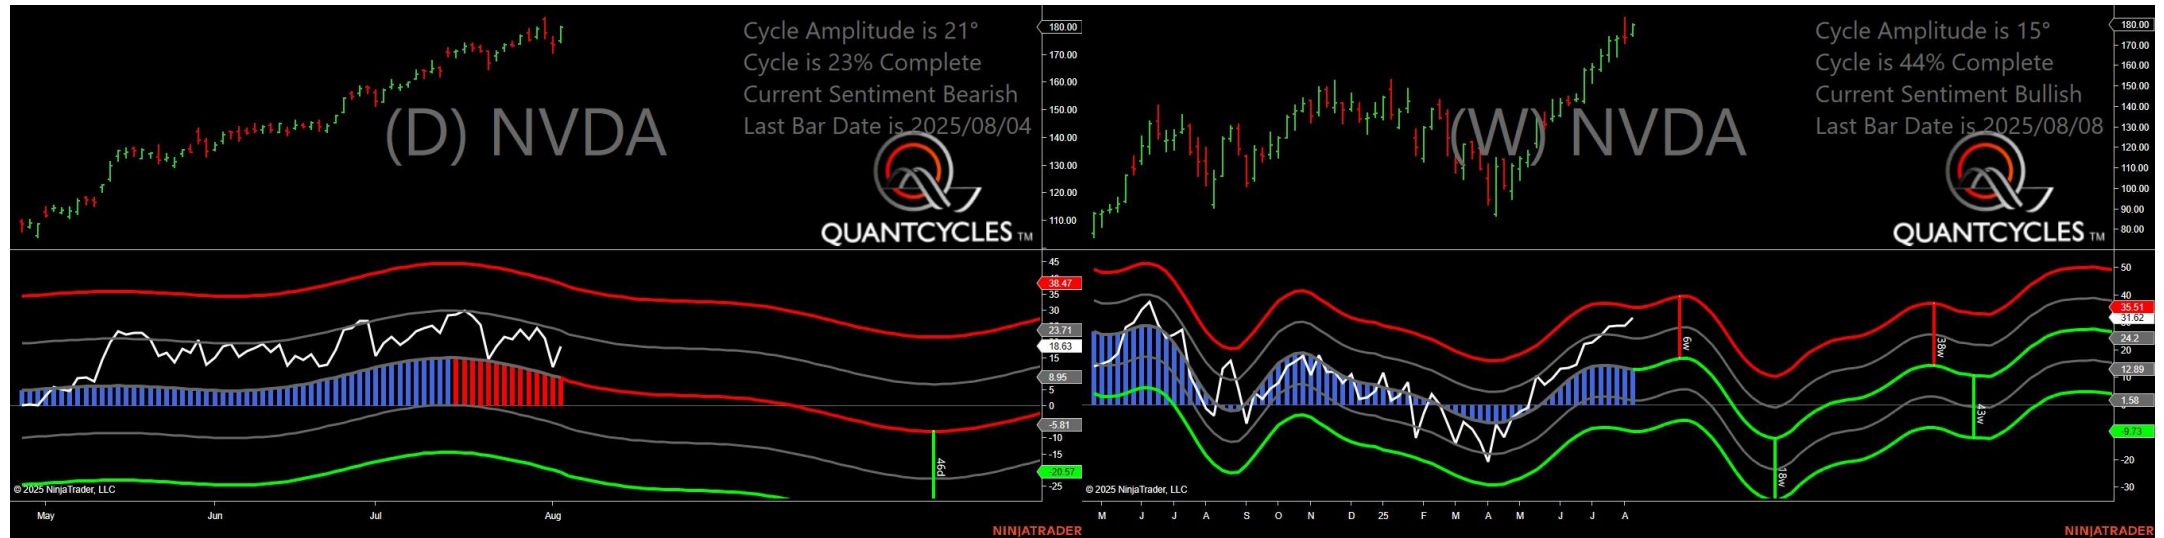 Cycle Amplitude is 21°
Cycle is 23% Complete
Current Sentiment Bearish
Last Bar Date is 2025/08/04
(D) NVDA
QUANTCYCLES TM
180.00
170.00
160.00
150.00
140.00
130.00
120.00
110.00
45
38.47
35
30
23.71
18.63
15
8.95
5
0
-5.81
-10
-15
-20.57
-25
46d
© 2025 NinjaTrader, LLC
May Jun Jul Aug
NINJATRADER
Cycle Amplitude is 15°
Cycle is 44% Complete
Current Sentiment Bullish
Last Bar Date is 2025/08/08
(W) NVDA
QUANTCYCLES TM
180.00
170.00
160.00
150.00
140.00
130.00
120.00
110.00
100.00
90.00
80.00
50
40
35.51
31.62
24.2
20
12.89
10
1.58
-9.73
-20
-30
6w
18w
38w
43w
© 2025 NinjaTrader, LLC
M J J A S O N D 25 F M A M J J A
NINJATRADER